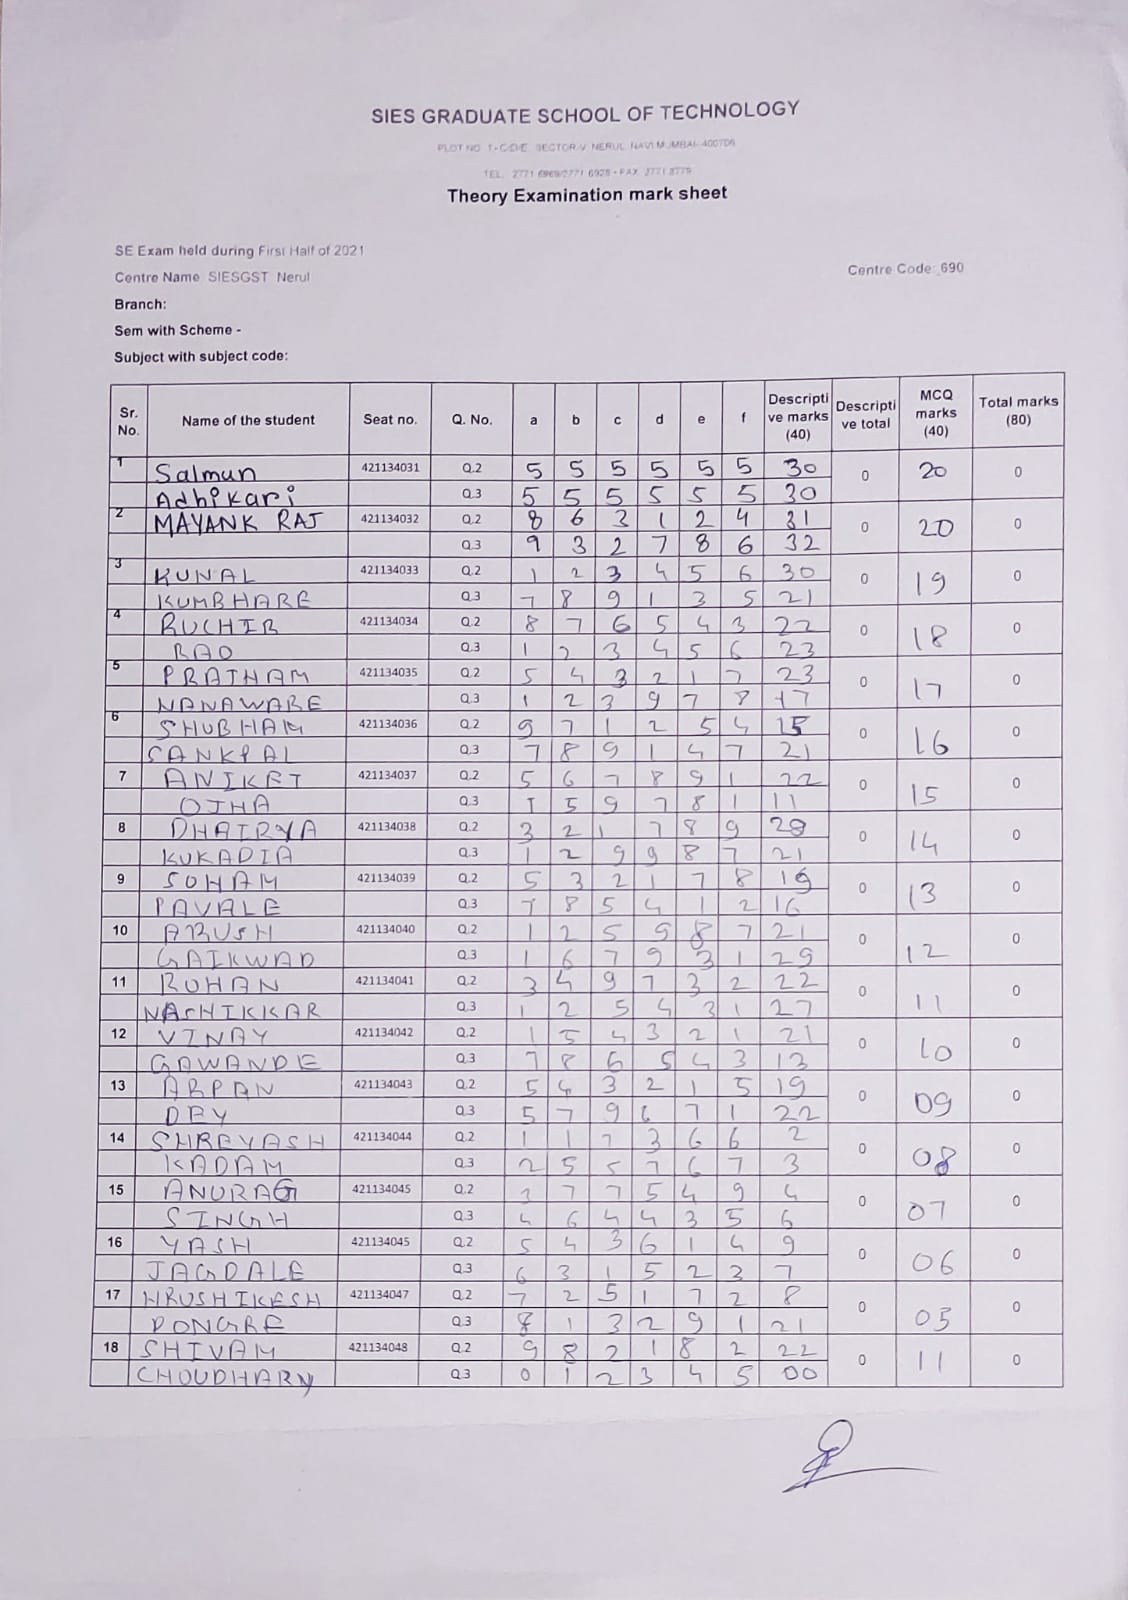 SIES GRADUATE SCHOOL OF TECHNOLOGY
PLOT NO. 1-C/D/E, SECTOR-V, NERUL, NAVI MUMBAI- 400706
TEL.: 2771 6969/2771 6928 • FAX: 2771 8779
Theory Examination mark sheet
SE Exam held during First Half of 2021
Centre Name SIESGST Nerul
Centre Code: 690
Branch:
Sem with Scheme -
Subject with subject code:
Sr. No. Name of the student Seat no. Q. No. a b c d e f Descriptive marks (40) Descriptive total MCQ marks (40) Total marks (80)
1 Salman 421134031 Q.2 5 5 5 5 5 5 30 0 20 0
Adhikari Q.3 5 5 5 5 5 5 30
2 MAYANK RAJ 421134032 Q.2 8 6 3 1 2 4 31 0 20 0
Q.3 9 3 2 7 8 6 32
3 KUNAL 421134033 Q.2 1 2 3 4 5 6 30 0 19 0
KUMBHARE Q.3 7 8 9 1 3 5 21
4 RUCHIR 421134034 Q.2 8 7 6 5 4 3 22 0 18 0
RAO Q.3 1 2 3 4 5 6 23
5 PRATHAM 421134035 Q.2 5 4 3 2 1 7 23 0 17 0
NANAWARE Q.3 1 2 3 9 7 8 17
6 SHUBHAM 421134036 Q.2 9 7 1 2 5 4 15 0 16 0
SANKPAL Q.3 7 8 9 1 4 7 21
7 ANIKET 421134037 Q.2 5 6 7 8 9 1 22 0 15 0
OJHA Q.3 1 5 9 7 8 1 11
8 DHAIRYA 421134038 Q.2 3 2 1 7 8 9 20 0 14 0
KUKADIA Q.3 1 2 9 9 8 7 21
9 SOHAM 421134039 Q.2 5 3 2 1 7 8 19 0 13 0
PAVALE Q.3 7 8 5 4 1 2 16
10 ARUSH 421134040 Q.2 1 2 5 9 8 7 21 0 12 0
GAIKWAD Q.3 1 6 7 9 3 1 29
11 ROHAN 421134041 Q.2 3 4 9 7 3 2 22 0 11 0
NASHIKKAR Q.3 1 2 5 4 3 1 27
12 VINAY 421134042 Q.2 1 5 4 3 2 1 21 0 10 0
GAWANDE Q.3 7 8 6 5 4 3 13
13 ARPAN 421134043 Q.2 5 4 3 2 1 5 19 0 09 0
DEY Q.3 5 7 9 6 7 1 22
14 SHREYASH 421134044 Q.2 1 1 7 3 6 6 2 0 08 0
KADAM Q.3 2 5 5 7 6 7 3
15 ANURAG 421134045 Q.2 3 7 7 5 4 9 4 0 07 0
SINGH Q.3 4 6 4 4 3 5 6
16 YASH 421134045 Q.2 5 4 3 6 1 4 9 0 06 0
JAGDALE Q.3 6 3 1 5 2 3 7
17 HRUSHIKESH 421134047 Q.2 7 2 5 1 7 2 8 0 05 0
DONGRE Q.3 8 1 3 2 9 1 21
18 SHIVAM 421134048 Q.2 9 8 2 1 8 2 22 0 11 0
CHOUDHARY Q.3 0 1 2 3 4 5 00